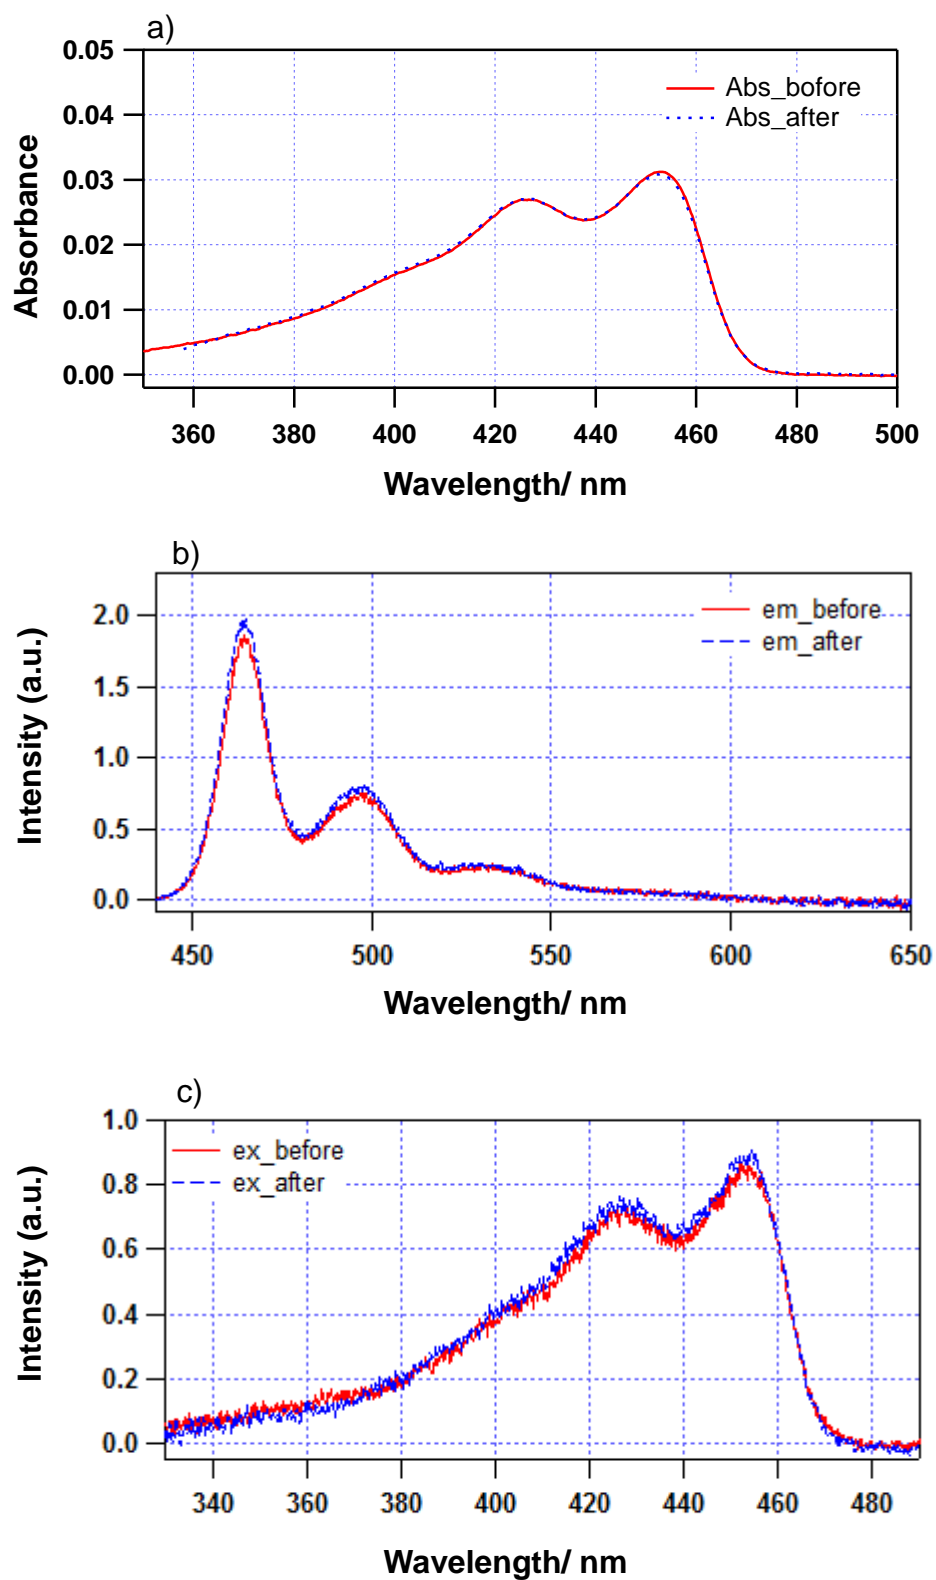 a)
0.05
0.04
0.03
0.02
0.01
0.00
Absorbance
Abs_bofore
Abs_after
360 380 400 420 440 460 480 500
Wavelength/ nm
b)
2.0
1.5
1.0
0.5
0.0
Intensity (a.u.)
em_before
em_after
450 500 550 600 650
Wavelength/ nm
c)
1.0
0.8
0.6
0.4
0.2
0.0
Intensity (a.u.)
ex_before
ex_after
340 360 380 400 420 440 460 480
Wavelength/ nm